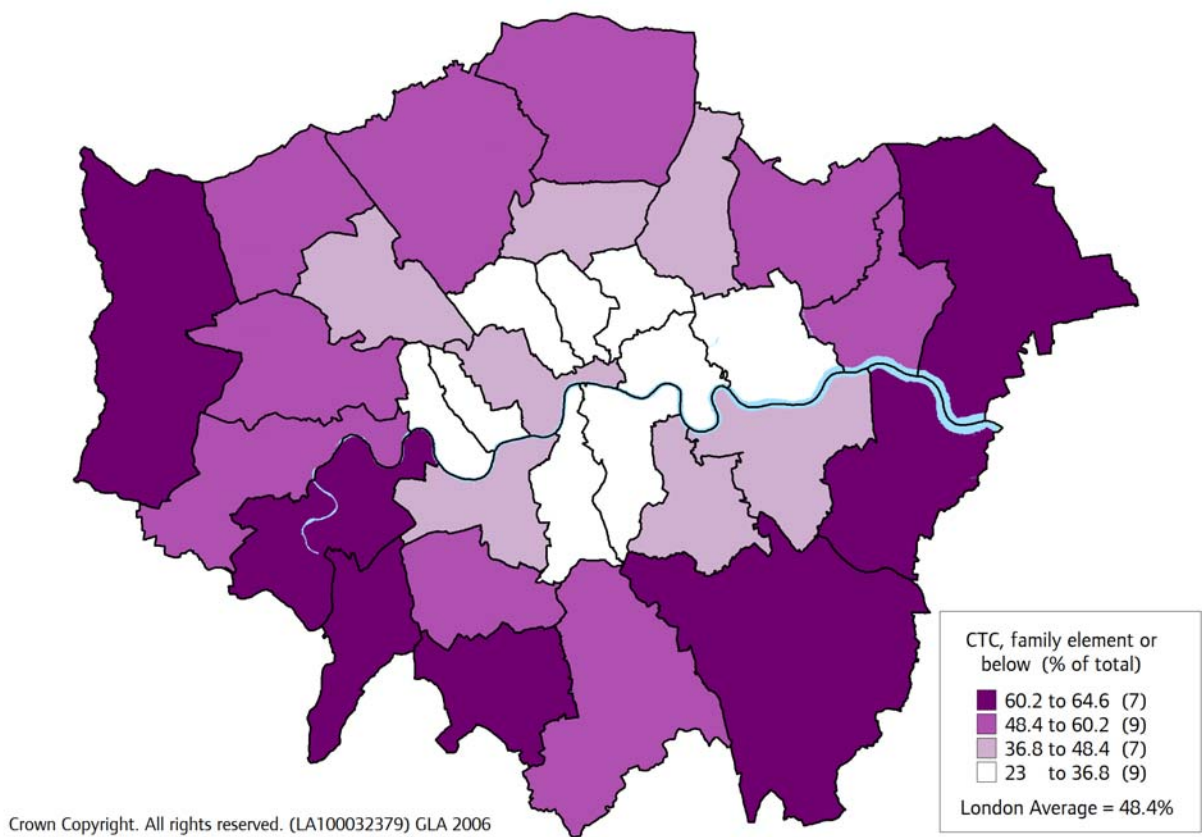 CTC, family element or
below (% of total)
60.2 to 64.6 (7)
48.4 to 60.2 (9)
36.8 to 48.4 (7)
23 to 36.8 (9)
London Average = 48.4%
Crown Copyright. All rights reserved. (LA100032379) GLA 2006